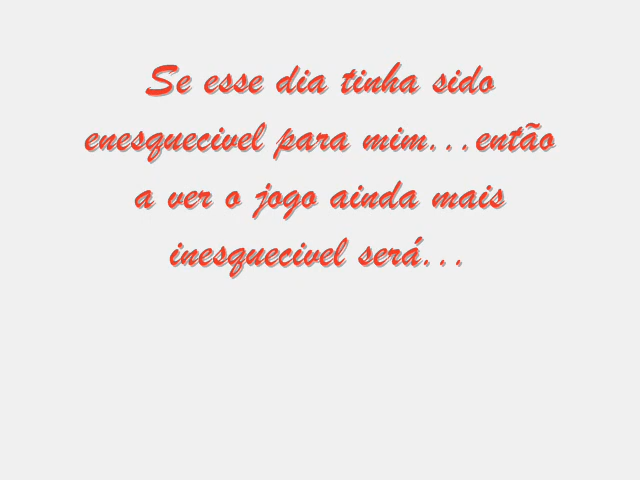 Se esse dia tinha sido
enesquecivel para mim...então
a ver o jogo ainda mais
inesquecivel será...